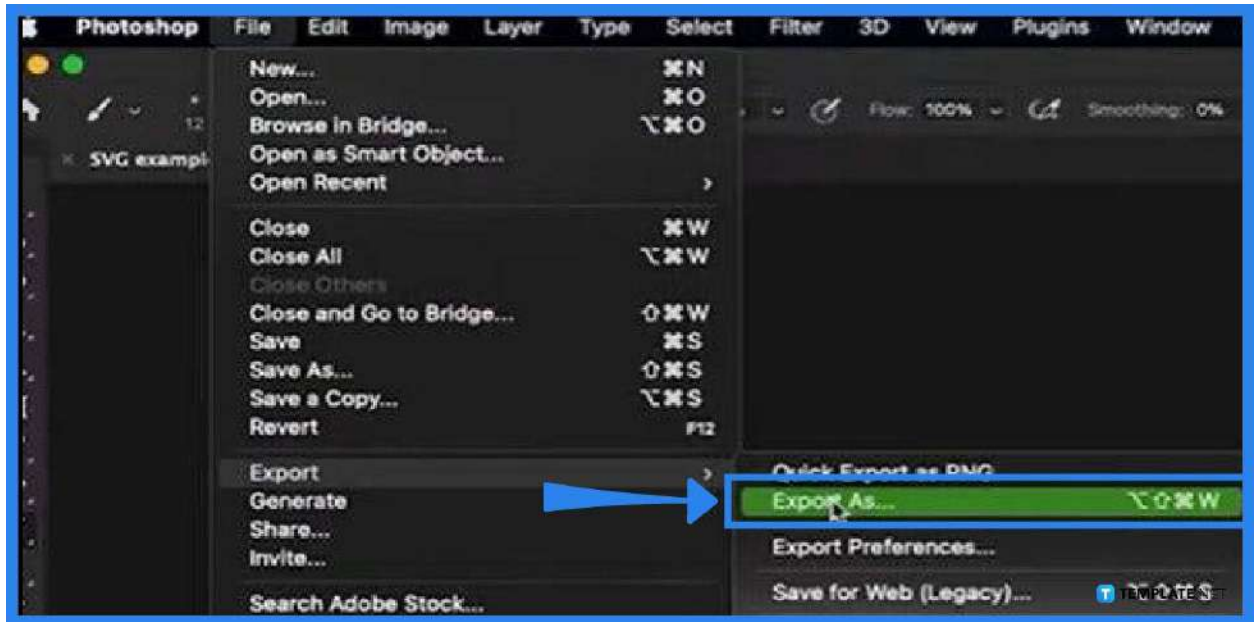 Photoshop File Edit Image Layer Type Select Filter 3D View Plugins Window
12 Flow: 100% Smoothing: 0%
SVG exampl
New... ⌘N
Open... ⌘O
Browse in Bridge... ⌥⌘O
Open as Smart Object...
Open Recent
Close ⌘W
Close All ⌥⌘W
Close Others
Close and Go to Bridge... ⇧⌘W
Save ⌘S
Save As... ⇧⌘S
Save a Copy... ⌥⌘S
Revert F12
Export
Generate
Share...
Invite...
Search Adobe Stock...
Quick Export as PNG
Export As... ⌥⇧⌘W
Export Preferences...
Save for Web (Legacy)... ⌥⇧⌘S
T TEMPLATE.NET